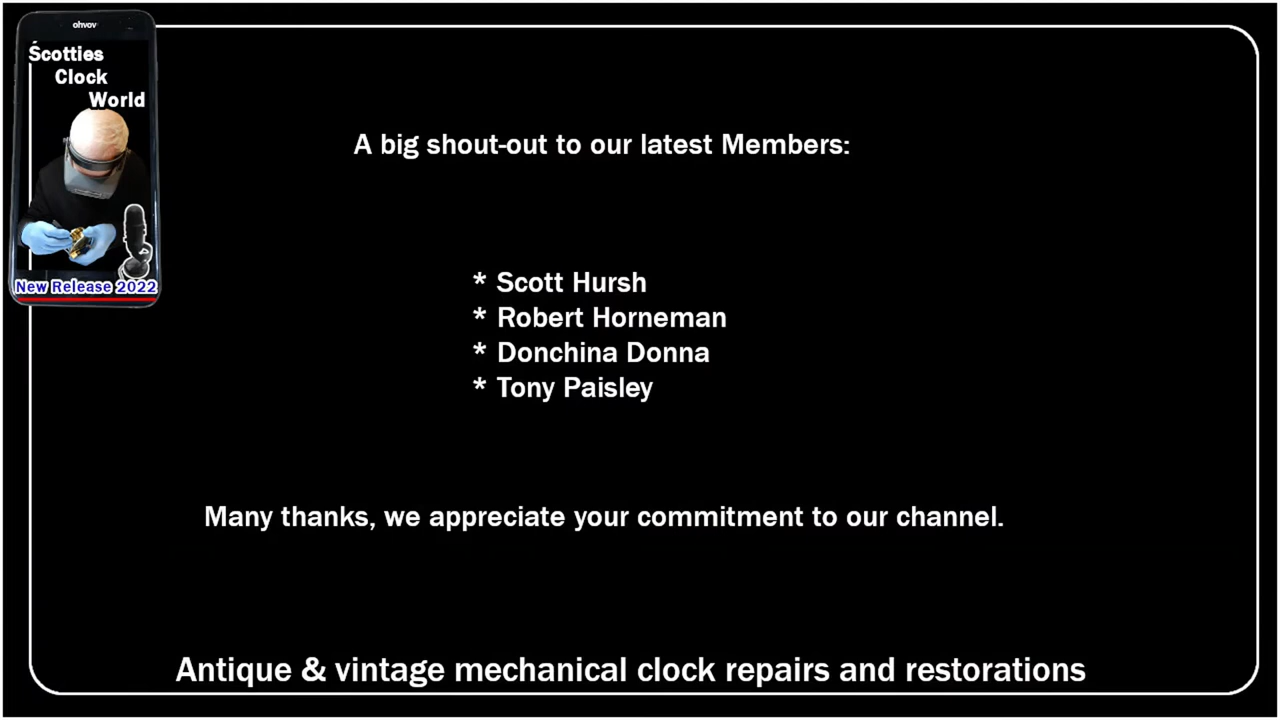 ohvov
Scotties
Clock
World
New Release 2022
A big shout-out to our latest Members:
* Scott Hursh
* Robert Horneman
* Donchina Donna
* Tony Paisley
Many thanks, we appreciate your commitment to our channel.
Antique & vintage mechanical clock repairs and restorations